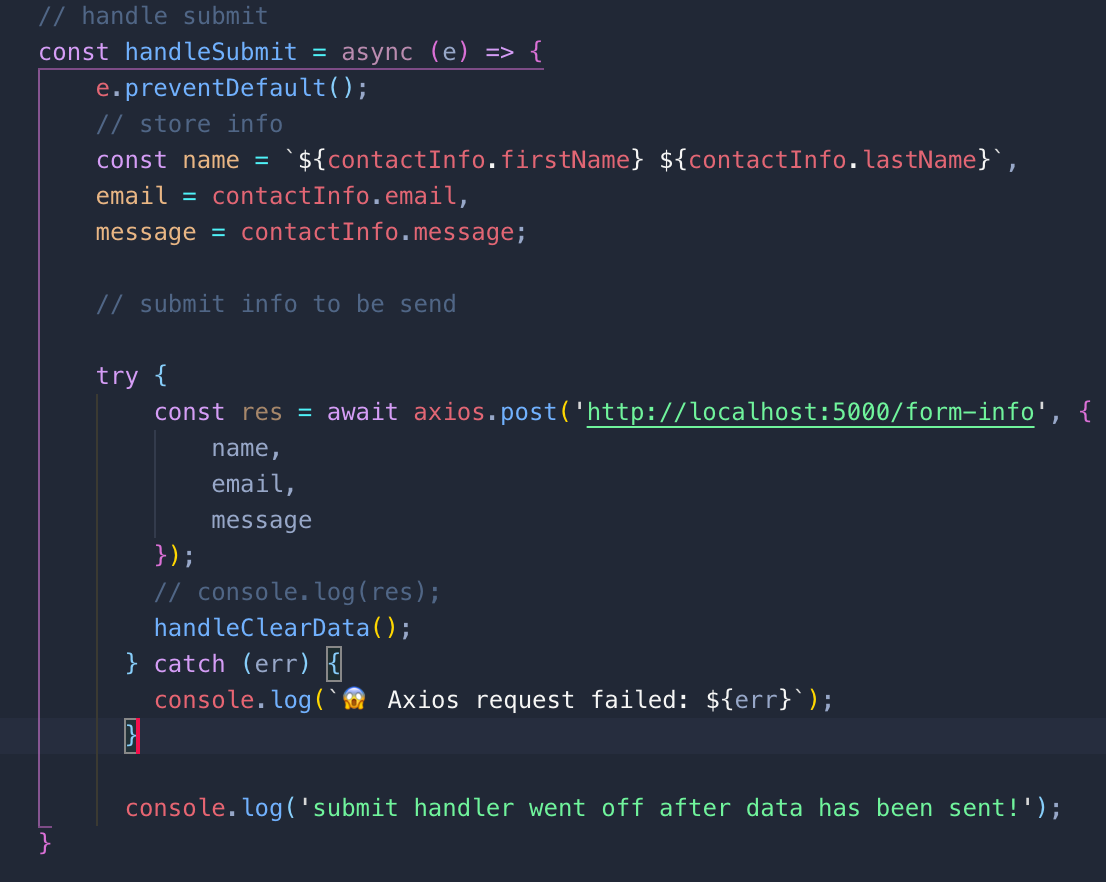 // handle submit
const handleSubmit = async (e) => {
e.preventDefault();
// store info
const name = `${contactInfo.firstName} ${contactInfo.lastName}`,
email = contactInfo.email,
message = contactInfo.message;
// submit info to be send
try {
const res = await axios.post('http://localhost:5000/form-info', {
name,
email,
message
});
// console.log(res);
handleClearData();
} catch (err) {
console.log(`😱 Axios request failed: ${err}`);
}
console.log('submit handler went off after data has been sent!');
}